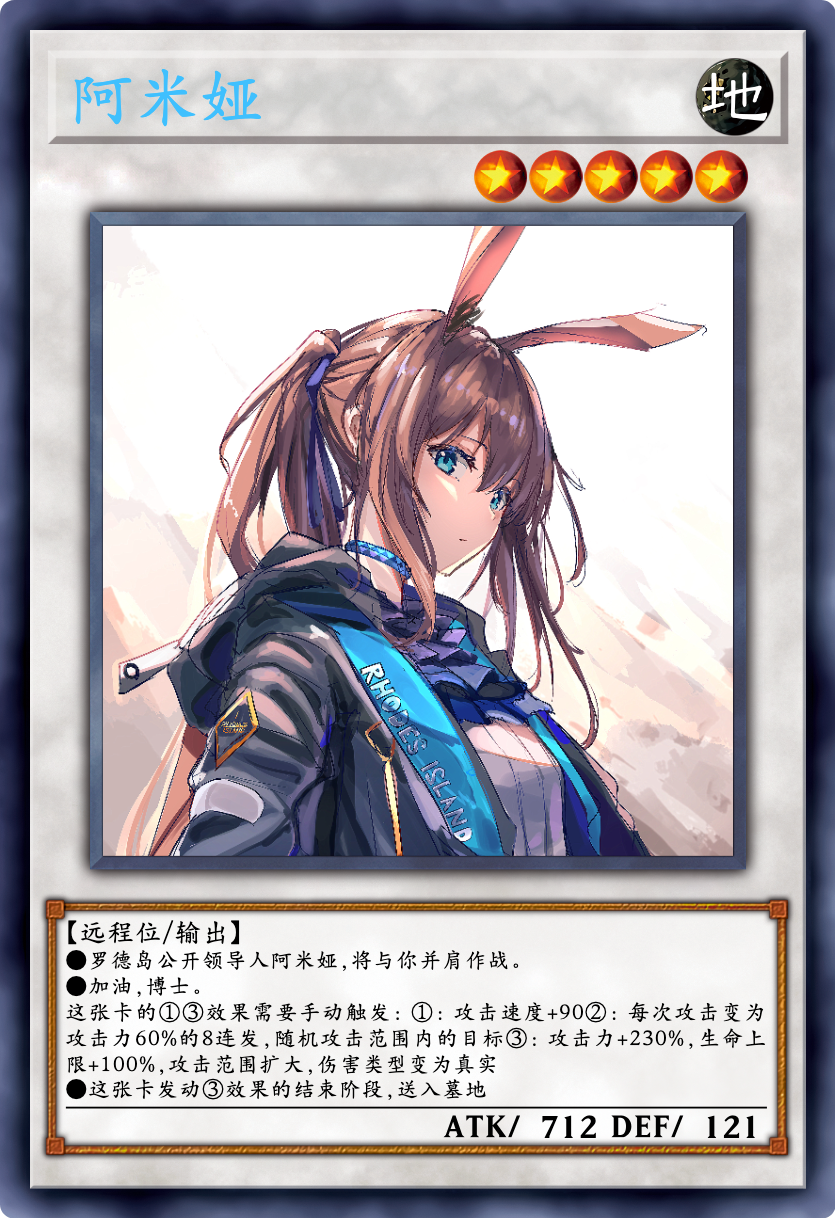 阿米娅
地
RHODES ISLAND
【远程位/输出】
●罗德岛公开领导人阿米娅,将与你并肩作战。
●加油,博士。
这张卡的①③效果需要手动触发: ①: 攻击速度+90②: 每次攻击变为
攻击力60%的8连发,随机攻击范围内的目标③: 攻击力+230%,生命上
限+100%,攻击范围扩大,伤害类型变为真实
●这张卡发动③效果的结束阶段,送入墓地
ATK/ 712 DEF/ 121